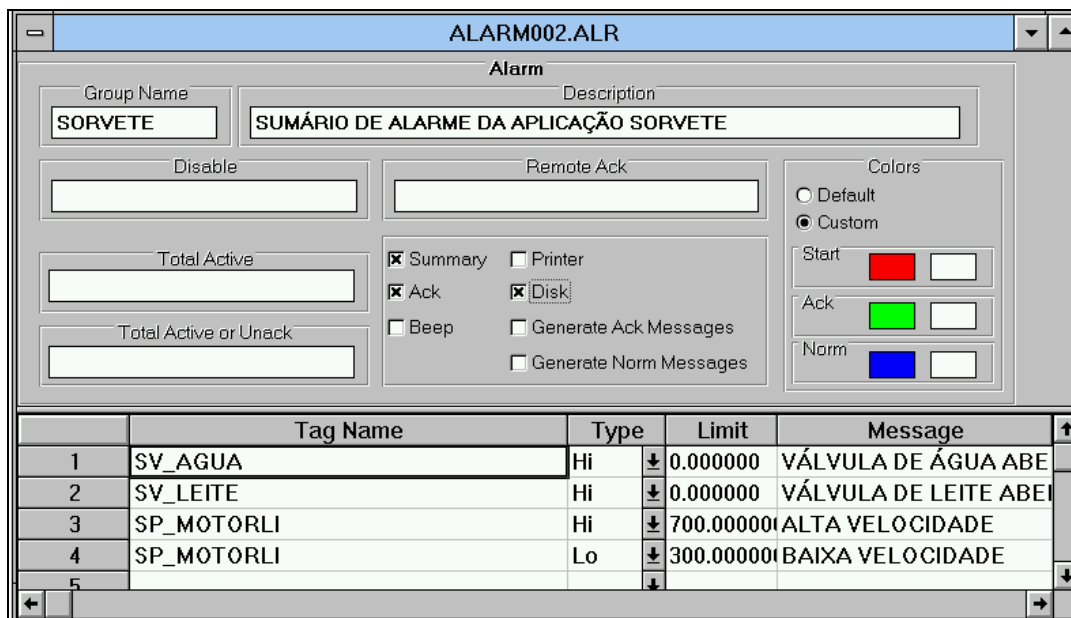 ALARM002.ALR
Alarm
Group Name Description
SORVETE SUMÁRIO DE ALARME DA APLICAÇÃO SORVETE
Disable Remote Ack Colors
Default
Custom
Total Active Summary Printer Start
Ack Disk Ack
Total Active or Unack Beep Generate Ack Messages
Norm
Generate Norm Messages
Tag Name Type Limit Message
1 SV_AGUA Hi 0.000000 VÁLVULA DE ÁGUA ABE
2 SV_LEITE Hi 0.000000 VÁLVULA DE LEITE ABE
3 SP_MOTORLI Hi 700.000000 ALTA VELOCIDADE
4 SP_MOTORLI Lo 300.000000 BAIXA VELOCIDADE
5